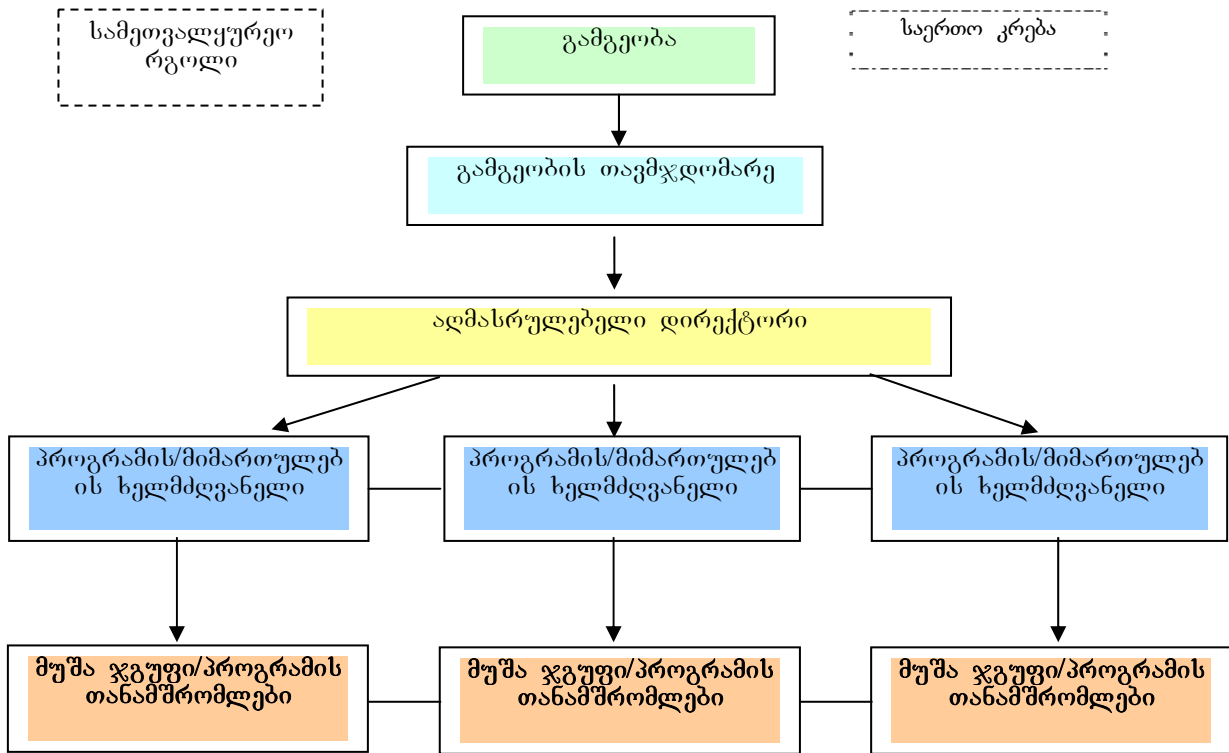 სამეთვალყურეო
რგოლი
გამგეობა
საერთო კრება
გამგეობის თავმჯდომარე
აღმასრულებელი დირექტორი
პროგრამის/მიმართულებ
ის ხელმძღვანელი
პროგრამის/მიმართულებ
ის ხელმძღვანელი
პროგრამის/მიმართულებ
ის ხელმძღვანელი
მუშა ჯგუფი/პროგრამის
თანამშრომლები
მუშა ჯგუფი/პროგრამის
თანამშრომლები
მუშა ჯგუფი/პროგრამის
თანამშრომლები